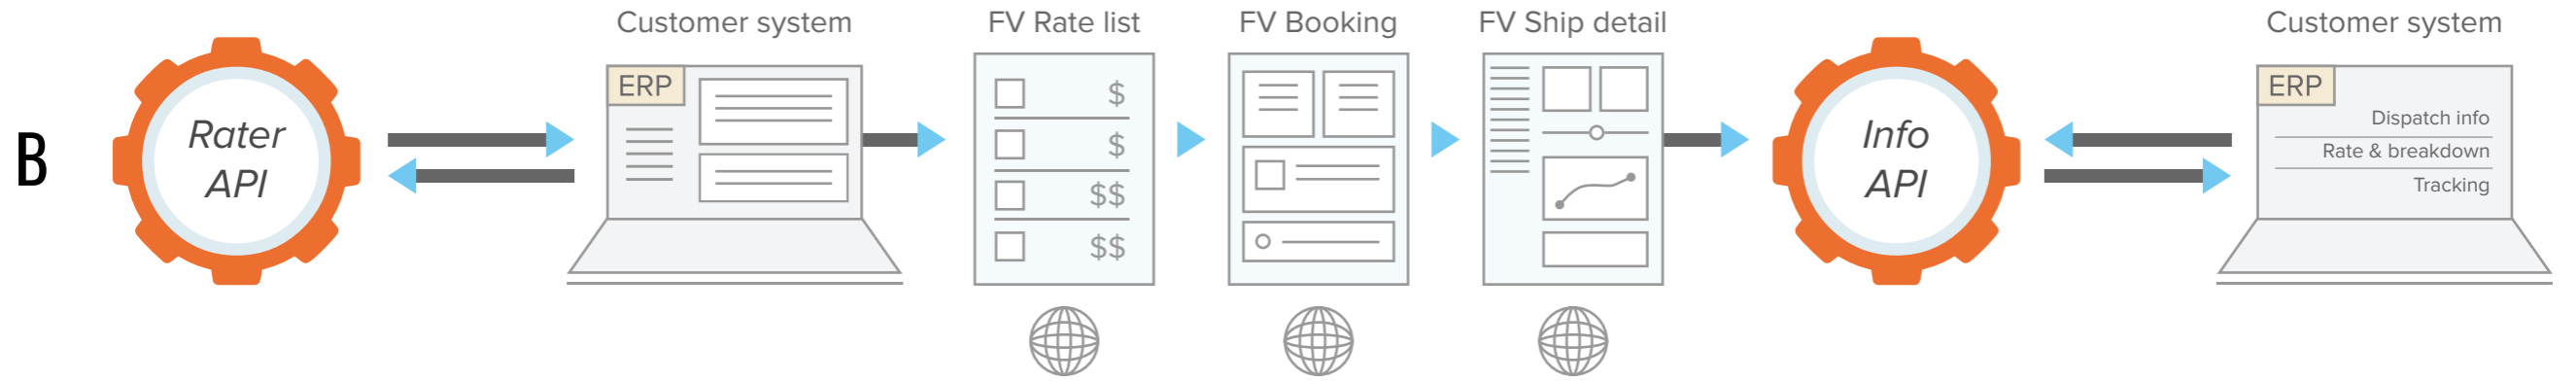 B
Rater
API
Customer system
ERP
FV Rate list
$
$
$$
$$
FV Booking
FV Ship detail
Info
API
Customer system
ERP
Dispatch info
Rate & breakdown
Tracking